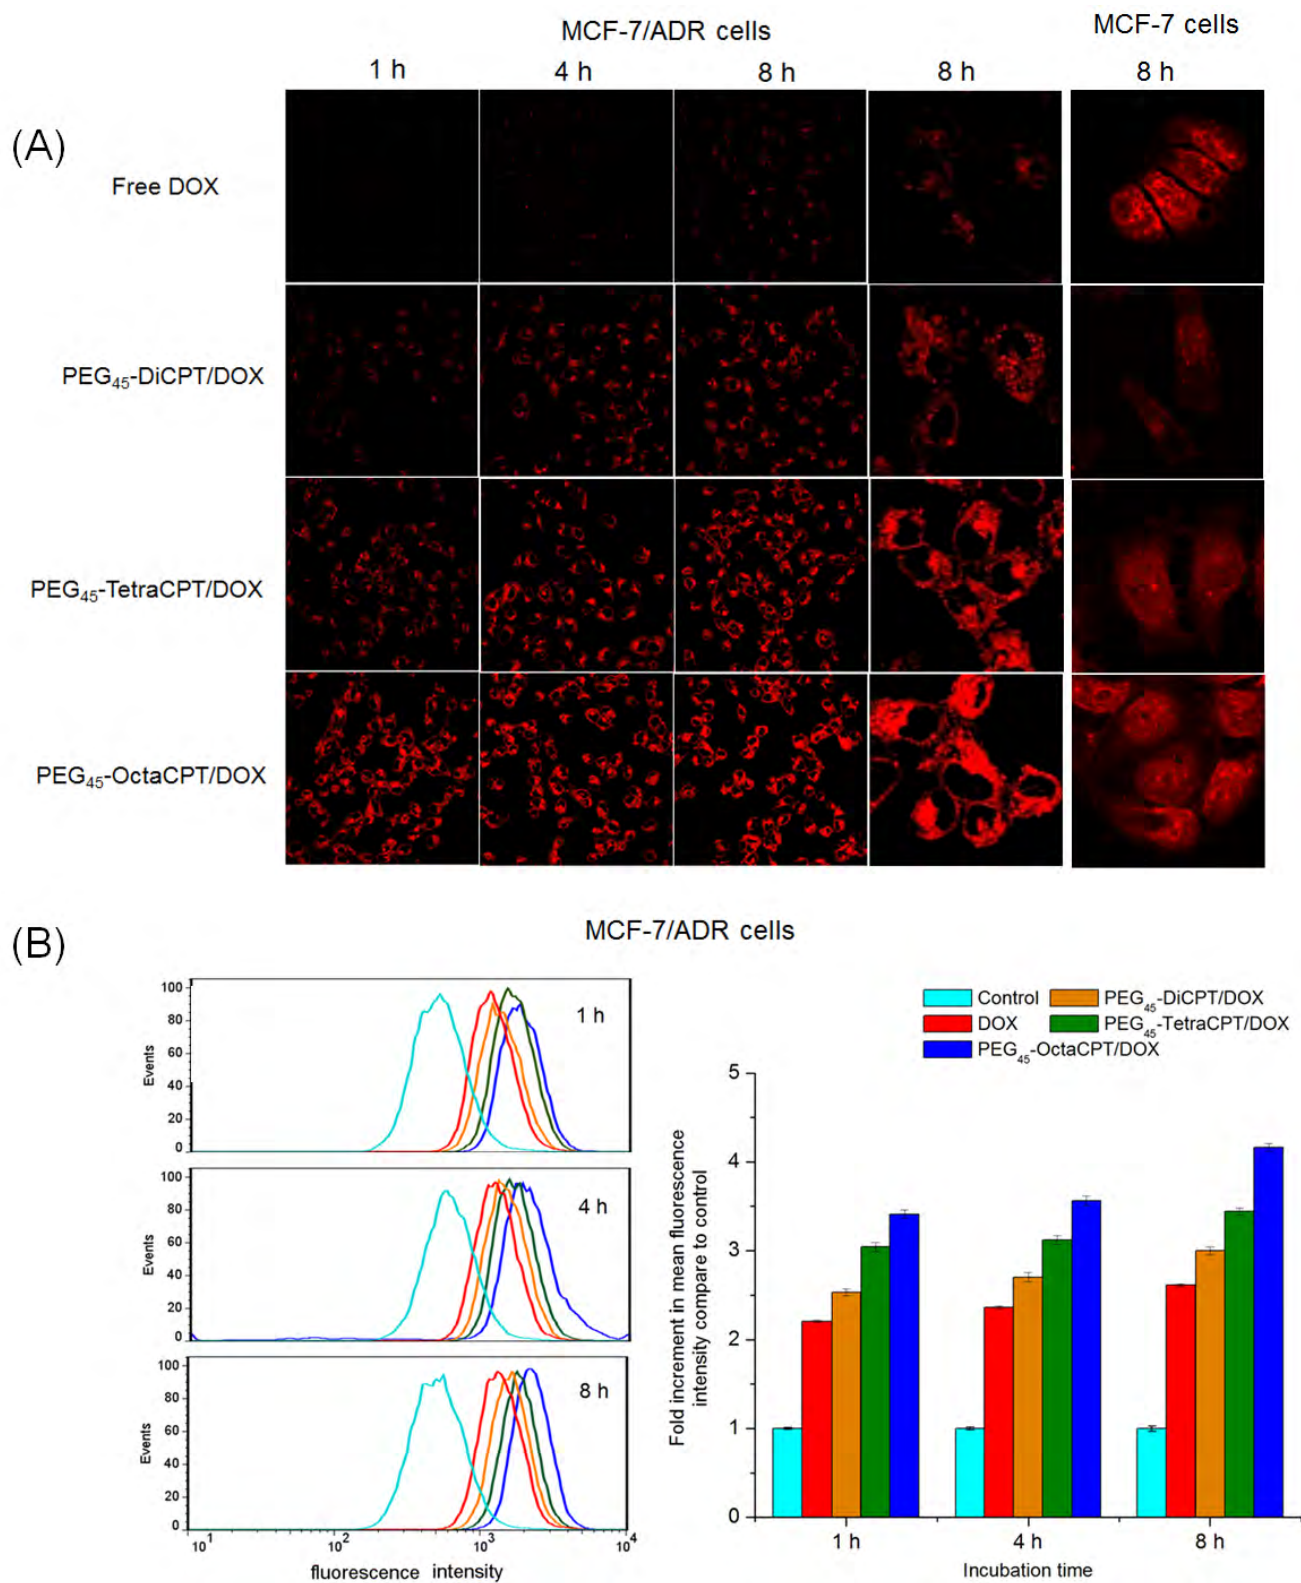 MCF-7/ADR cells
MCF-7 cells
1 h
4 h
8 h
8 h
8 h
(A)
Free DOX
PEG45-DiCPT/DOX
PEG45-TetraCPT/DOX
PEG45-OctaCPT/DOX
(B)
MCF-7/ADR cells
100
80
60
40
20
0
Events
1 h
100
80
60
40
20
0
Events
4 h
100
80
60
40
20
0
Events
8 h
10^1
10^2
10^3
10^4
fluorescence intensity
Control
PEG45-DiCPT/DOX
DOX
PEG45-TetraCPT/DOX
PEG45-OctaCPT/DOX
5
4
3
2
1
0
Fold increment in mean fluorescence
intensity compare to control
1 h
4 h
8 h
Incubation time